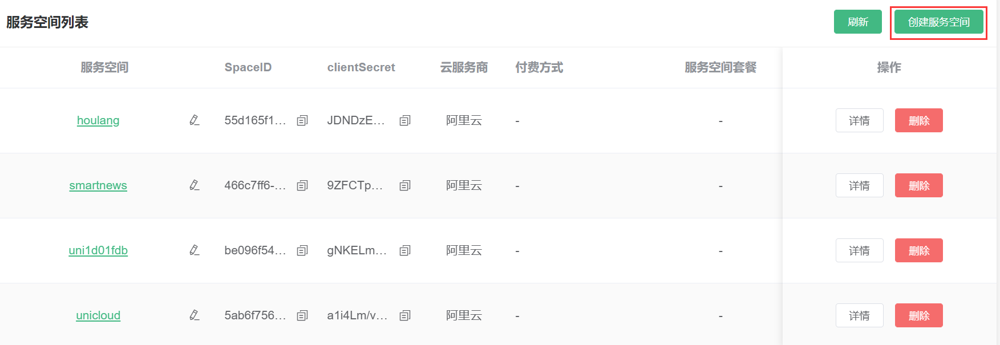 服务空间列表 刷新 创建服务空间
服务空间 SpaceID clientSecret 云服务商 付费方式 服务空间套餐 操作
houlang 55d165f1... JDNDzE... 阿里云 - - 详情 删除
smartnews 466c7ff6-... 9ZFCTp... 阿里云 - - 详情 删除
uni1d01fdb be096f54... gNKELm... 阿里云 - - 详情 删除
unicloud 5ab6f756... a1i4Lm/v... 阿里云 - - 详情 删除